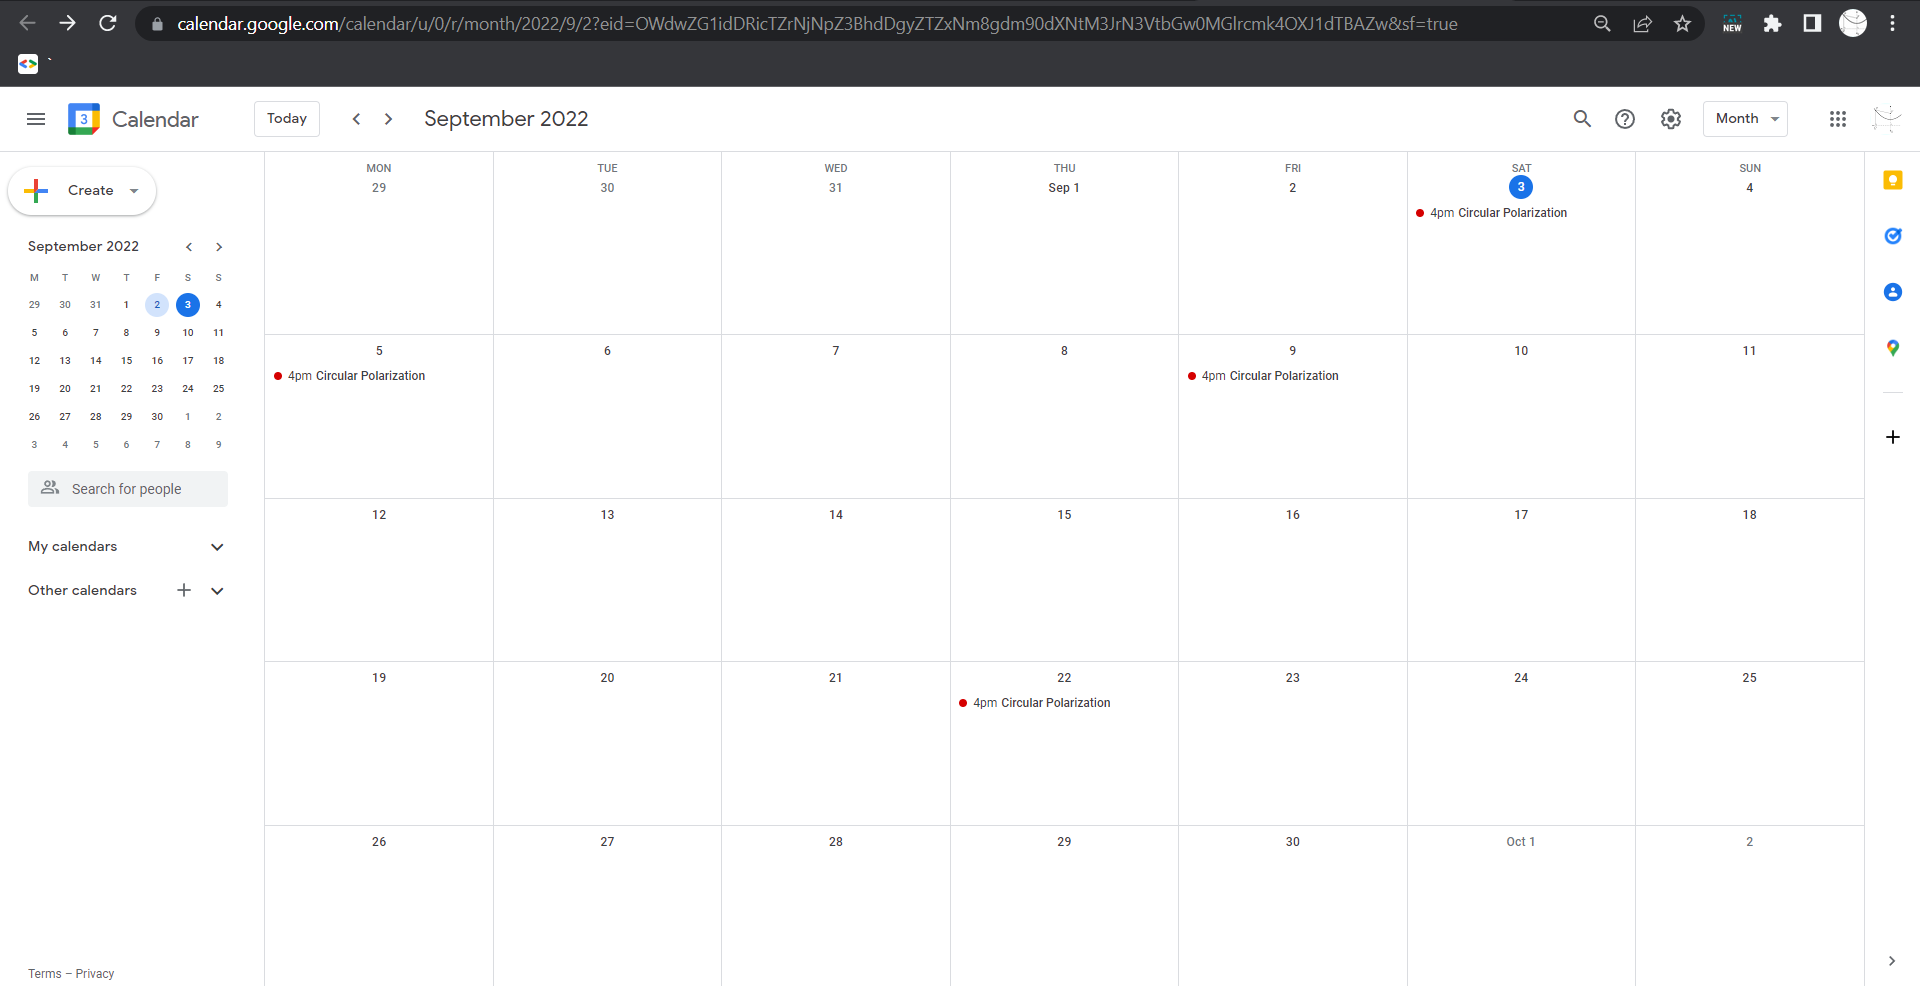 calendar.google.com/calendar/u/0/r/month/2022/9/2?eid=OWdwZG1idDRicTZrNjNpZ3BhdDgyZTZxNm8gdm90dXNtM3JrN3VtbGw0MGlrcmk4OXJ1dTBAZw&sf=true
NEW
`
3 Calendar Today September 2022 Month
Create
September 2022
M T W T F S S
29 30 31 1 2 3 4
5 6 7 8 9 10 11
12 13 14 15 16 17 18
19 20 21 22 23 24 25
26 27 28 29 30 1 2
3 4 5 6 7 8 9
Search for people
My calendars
Other calendars
Terms – Privacy
MON TUE WED THU FRI SAT SUN
29 30 31 Sep 1 2 3 4
4pm Circular Polarization
5 6 7 8 9 10 11
4pm Circular Polarization 4pm Circular Polarization
12 13 14 15 16 17 18
19 20 21 22 23 24 25
4pm Circular Polarization
26 27 28 29 30 Oct 1 2